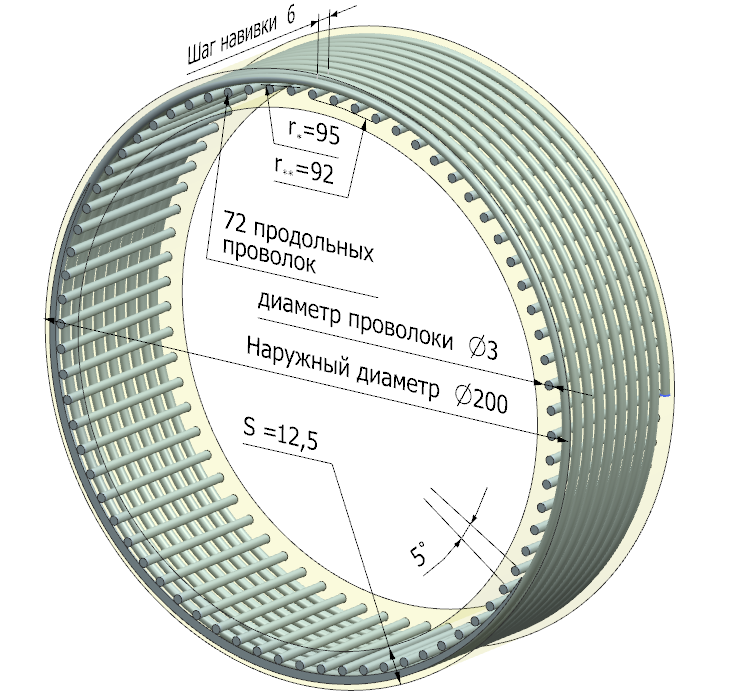 Шаг навивки 6
r*=95
r**=92
72 продольных
проволок
диаметр проволоки ∅3
Наружный диаметр ∅200
S =12,5
5°